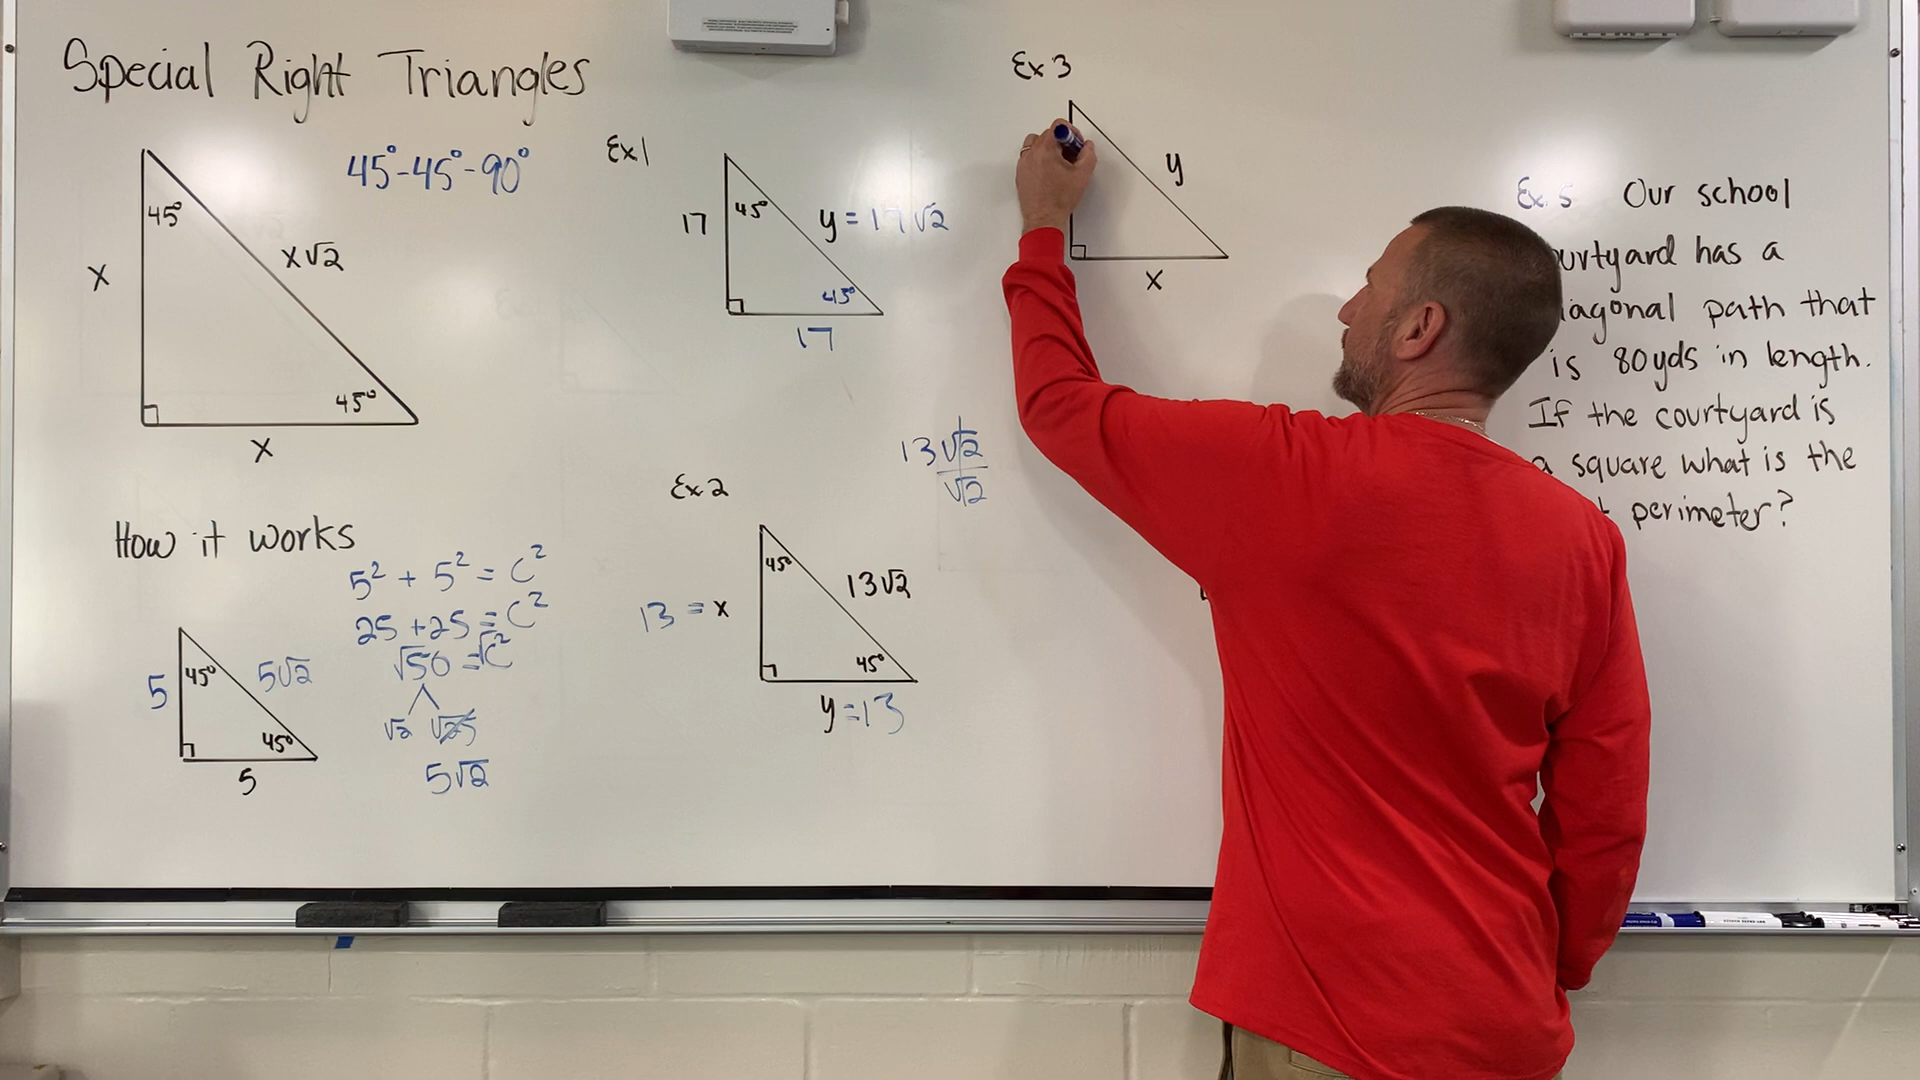 Special Right Triangles
45°-45°-90°
45°
x
x√2
45°
x
How it works
5² + 5² = C²
25 + 25 = C²
√50 = √C²
√2 √25
5√2
5
45°
5√2
45°
5
Ex 1
17
45°
y = 17√2
45°
17
Ex 2
13√2
√2
45°
13√2
13 = x
45°
y = 13
Ex 3
y
x
Ex. 5 Our school
has a
path that
is 80yds in length.
If the courtyard is
a square what is the
perimeter?